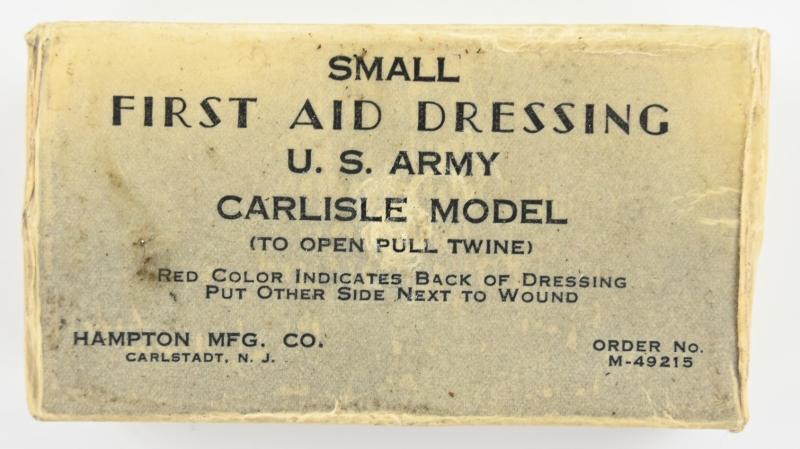 SMALL
FIRST AID DRESSING
U. S. ARMY
CARLISLE MODEL
(TO OPEN PULL TWINE)
RED COLOR INDICATES BACK OF DRESSING
PUT OTHER SIDE NEXT TO WOUND
HAMPTON MFG. CO.
CARLSTADT, N. J.
ORDER No.
M-49215